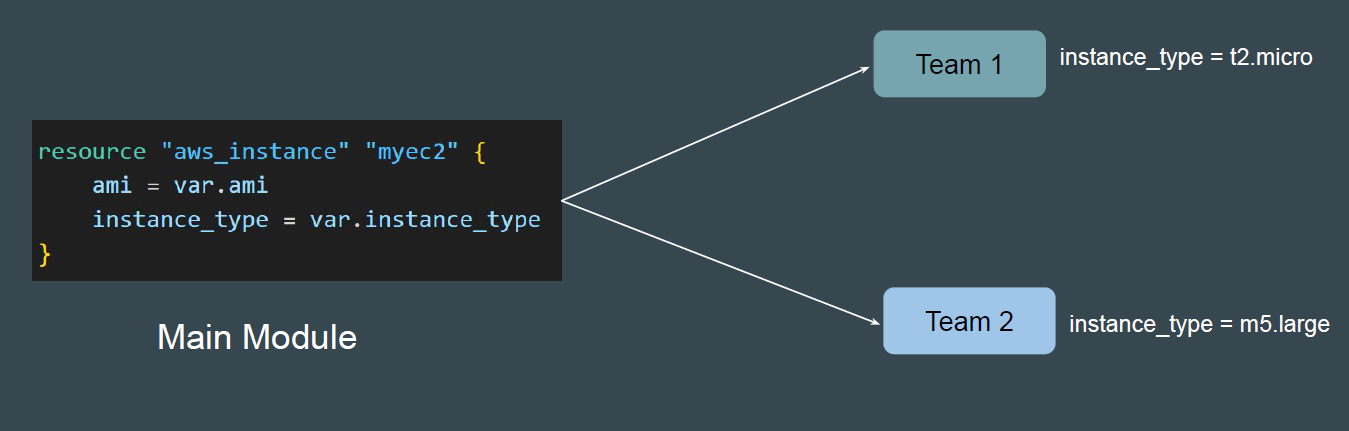 resource "aws_instance" "myec2" {
    ami = var.ami
    instance_type = var.instance_type
}
Main Module
Team 1
instance_type = t2.micro
Team 2
instance_type = m5.large